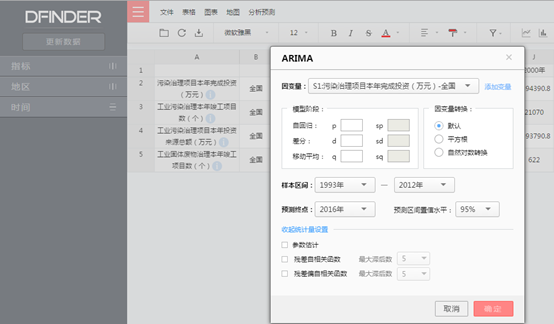 DFINDER
更新数据
指标
地区
时间
文件 表格 图表 地图 分析预测
微软雅黑 12 B I S A
A B
1 2000年
2 污染治理项目本年完成投资（万元） 全国 94390.8
3 工业污染治理本年竣工项目数（个） 全国 21070
4 工业污染治理项目本年投资来源总额（万元） 全国 93790.8
5 工业固体废物治理本年竣工项目数（个） 全国 622
ARIMA
因变量： S1:污染治理项目本年完成投资（万元）-全国 添加变量
模型阶段： 因变量转换：
自回归： p sp 默认
差分： d sd 平方根
移动平均： q sq 自然对数转换
样本区间： 1993年 — 2012年
预测终点： 2016年 预测区间置信水平： 95%
收起统计量设置
参数估计
残差自相关函数 最大滞后数 5
残差偏自相关函数 最大滞后数 5
取消 确定